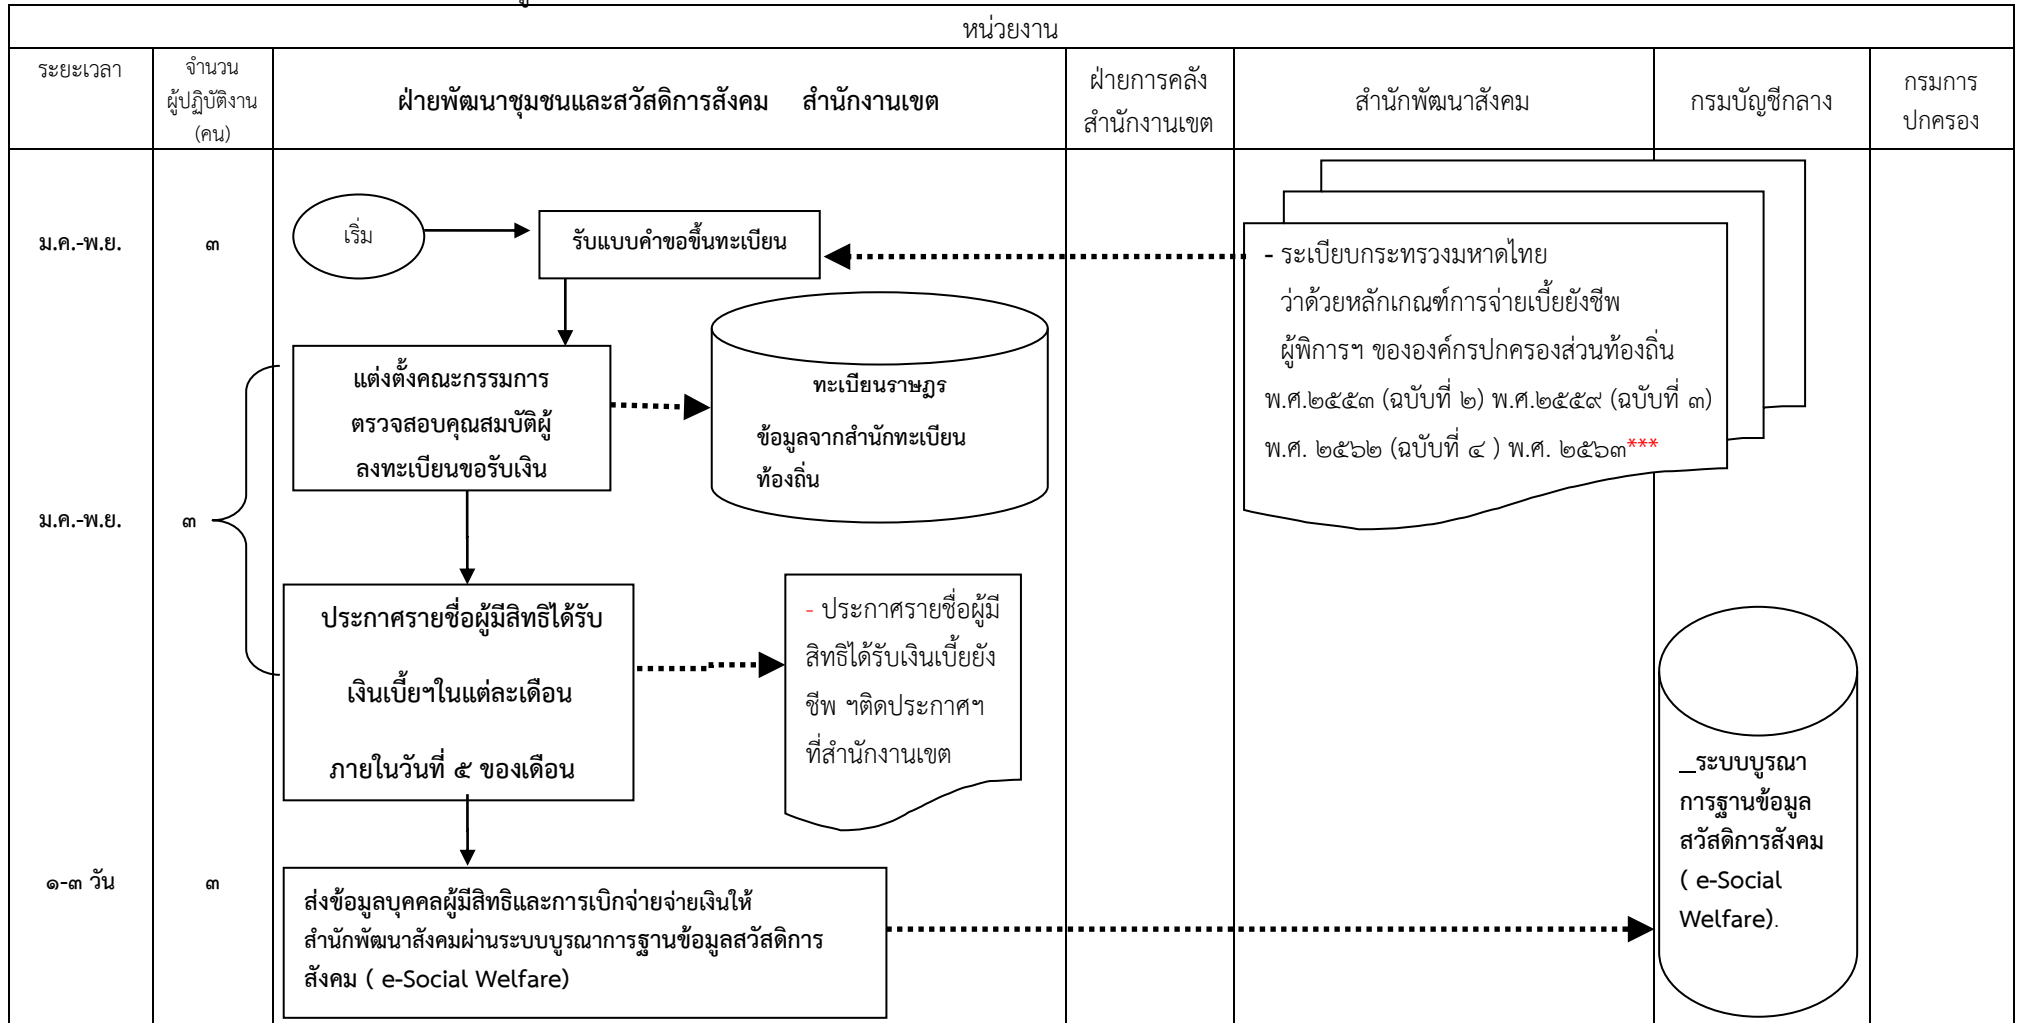 หน่วยงาน
ระยะเวลา
จำนวน
ผู้ปฏิบัติงาน
(คน)
ฝ่ายพัฒนาชุมชนและสวัสดิการสังคม สำนักงานเขต
ฝ่ายการคลัง
สำนักงานเขต
สำนักพัฒนาสังคม
กรมบัญชีกลาง
กรมการ
ปกครอง
ม.ค.-พ.ย.
๓
เริ่ม
รับแบบคำขอขึ้นทะเบียน
- ระเบียบกระทรวงมหาดไทย
ว่าด้วยหลักเกณฑ์การจ่ายเบี้ยยังชีพ
ผู้พิการฯ ขององค์กรปกครองส่วนท้องถิ่น
พ.ศ.๒๕๕๓ (ฉบับที่ ๒) พ.ศ.๒๕๕๙ (ฉบับที่ ๓)
พ.ศ. ๒๕๖๒ (ฉบับที่ ๔ ) พ.ศ. ๒๕๖๓***
แต่งตั้งคณะกรรมการ
ตรวจสอบคุณสมบัติผู้
ลงทะเบียนขอรับเงิน
ทะเบียนราษฎร
ข้อมูลจากสำนักทะเบียน
ท้องถิ่น
ม.ค.-พ.ย.
๓
ประกาศรายชื่อผู้มีสิทธิได้รับ
เงินเบี้ยฯในแต่ละเดือน
ภายในวันที่ ๕ ของเดือน
- ประกาศรายชื่อผู้มี
สิทธิได้รับเงินเบี้ยยัง
ชีพ ฯติดประกาศฯ
ที่สำนักงานเขต
_ระบบบูรณา
การฐานข้อมูล
สวัสดิการสังคม
( e-Social
Welfare).
๑-๓ วัน
๓
ส่งข้อมูลบุคคลผู้มีสิทธิและการเบิกจ่ายจ่ายเงินให้
สำนักพัฒนาสังคมผ่านระบบบูรณาการฐานข้อมูลสวัสดิการ
สังคม ( e-Social Welfare)